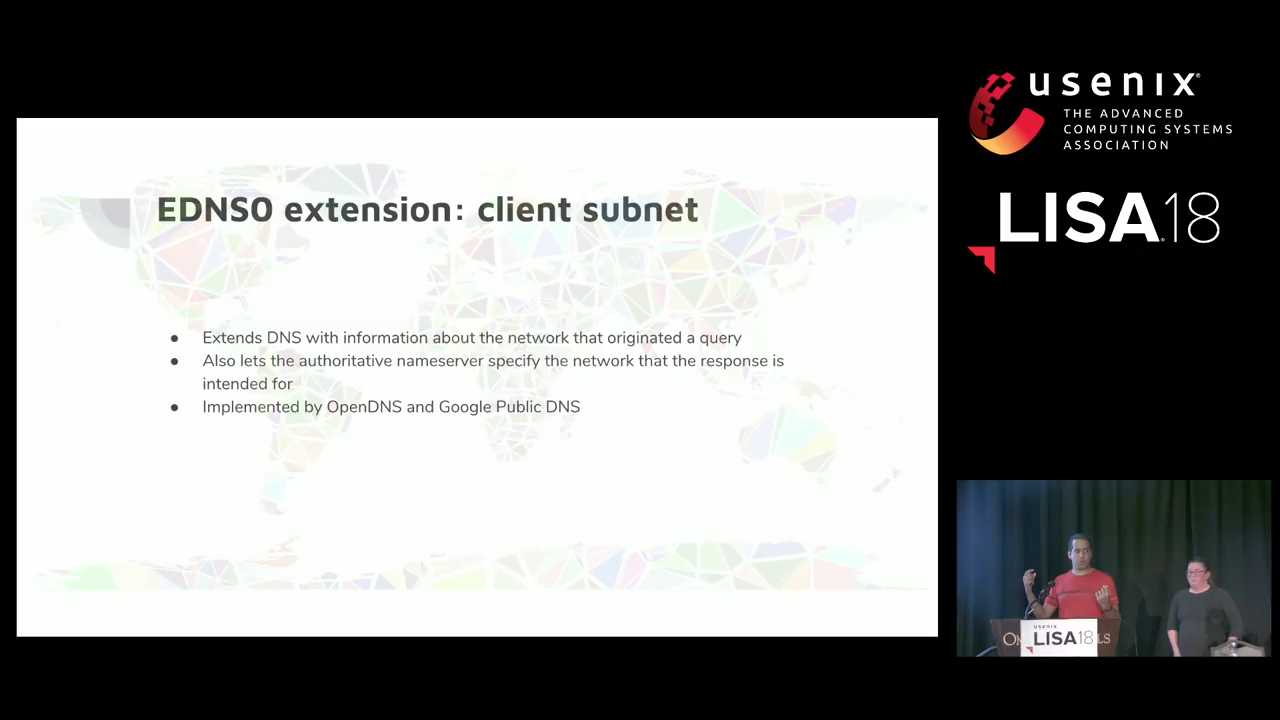 usenix
THE ADVANCED
COMPUTING SYSTEMS
ASSOCIATION
LISA18
EDNS0 extension: client subnet
● Extends DNS with information about the network that originated a query
● Also lets the authoritative nameserver specify the network that the response is
intended for
● Implemented by OpenDNS and Google Public DNS
usenix
LISA18